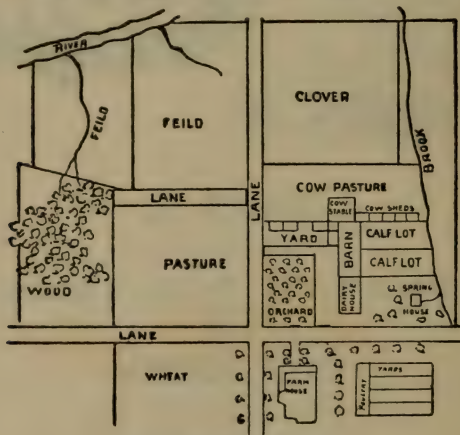 RIVER
FEILD
FEILD
CLOVER
LANE
BROOK
LANE
COW PASTURE
COW
STABLE
COW SHEDS
YARD
BARN
CALF LOT
CALF LOT
PASTURE
WOOD
ORCHARD
DAIRY
HOUSE
SPRING
HOUSE
LANE
WHEAT
FARM
HOUSE
POULTRY
YARDS